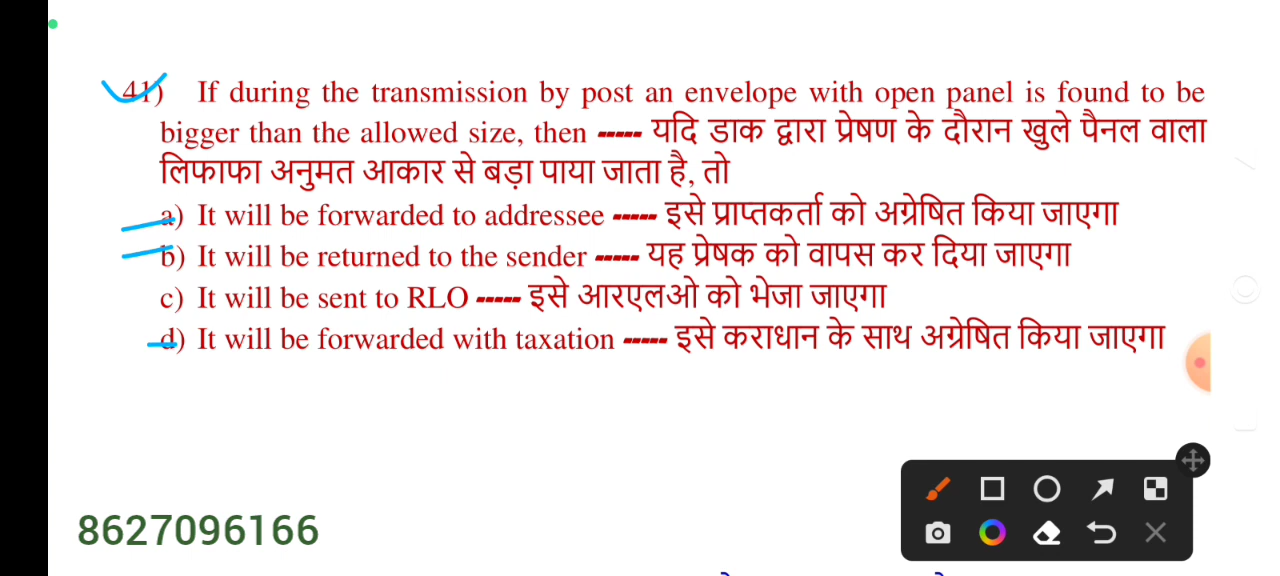 41) If during the transmission by post an envelope with open panel is found to be
bigger than the allowed size, then ----- यदि डाक द्वारा प्रेषण के दौरान खुले पैनल वाला
लिफाफा अनुमत आकार से बड़ा पाया जाता है, तो
a) It will be forwarded to addressee ----- इसे प्राप्तकर्ता को अग्रेषित किया जाएगा
b) It will be returned to the sender ----- यह प्रेषक को वापस कर दिया जाएगा
c) It will be sent to RLO ----- इसे आरएलओ को भेजा जाएगा
d) It will be forwarded with taxation ----- इसे कराधान के साथ अग्रेषित किया जाएगा
8627096166